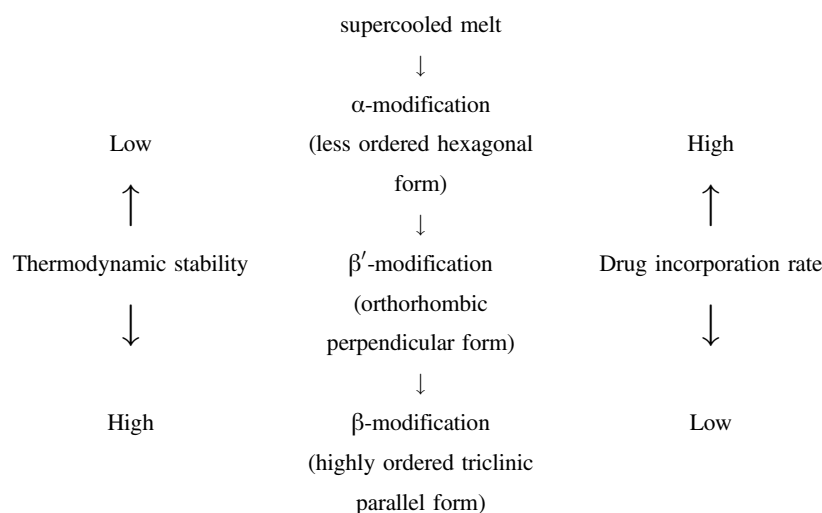 supercooled melt
↓
α-modification
Low (less ordered hexagonal High
form)
↑ ↑
↓
Thermodynamic stability β′-modification Drug incorporation rate
(orthorhombic
↓ ↓
perpendicular form)
↓
High β-modification Low
(highly ordered triclinic
parallel form)